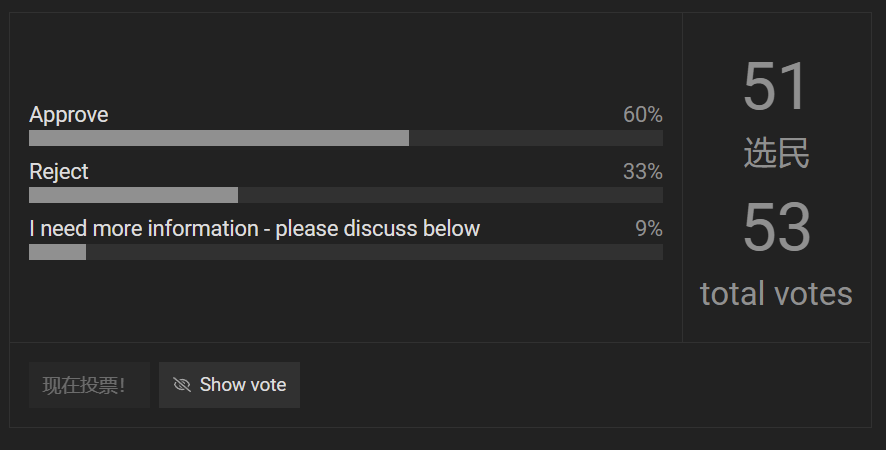 Approve 60%
Reject 33%
I need more information - please discuss below 9%
51
选民
53
total votes
现在投票!
Show vote